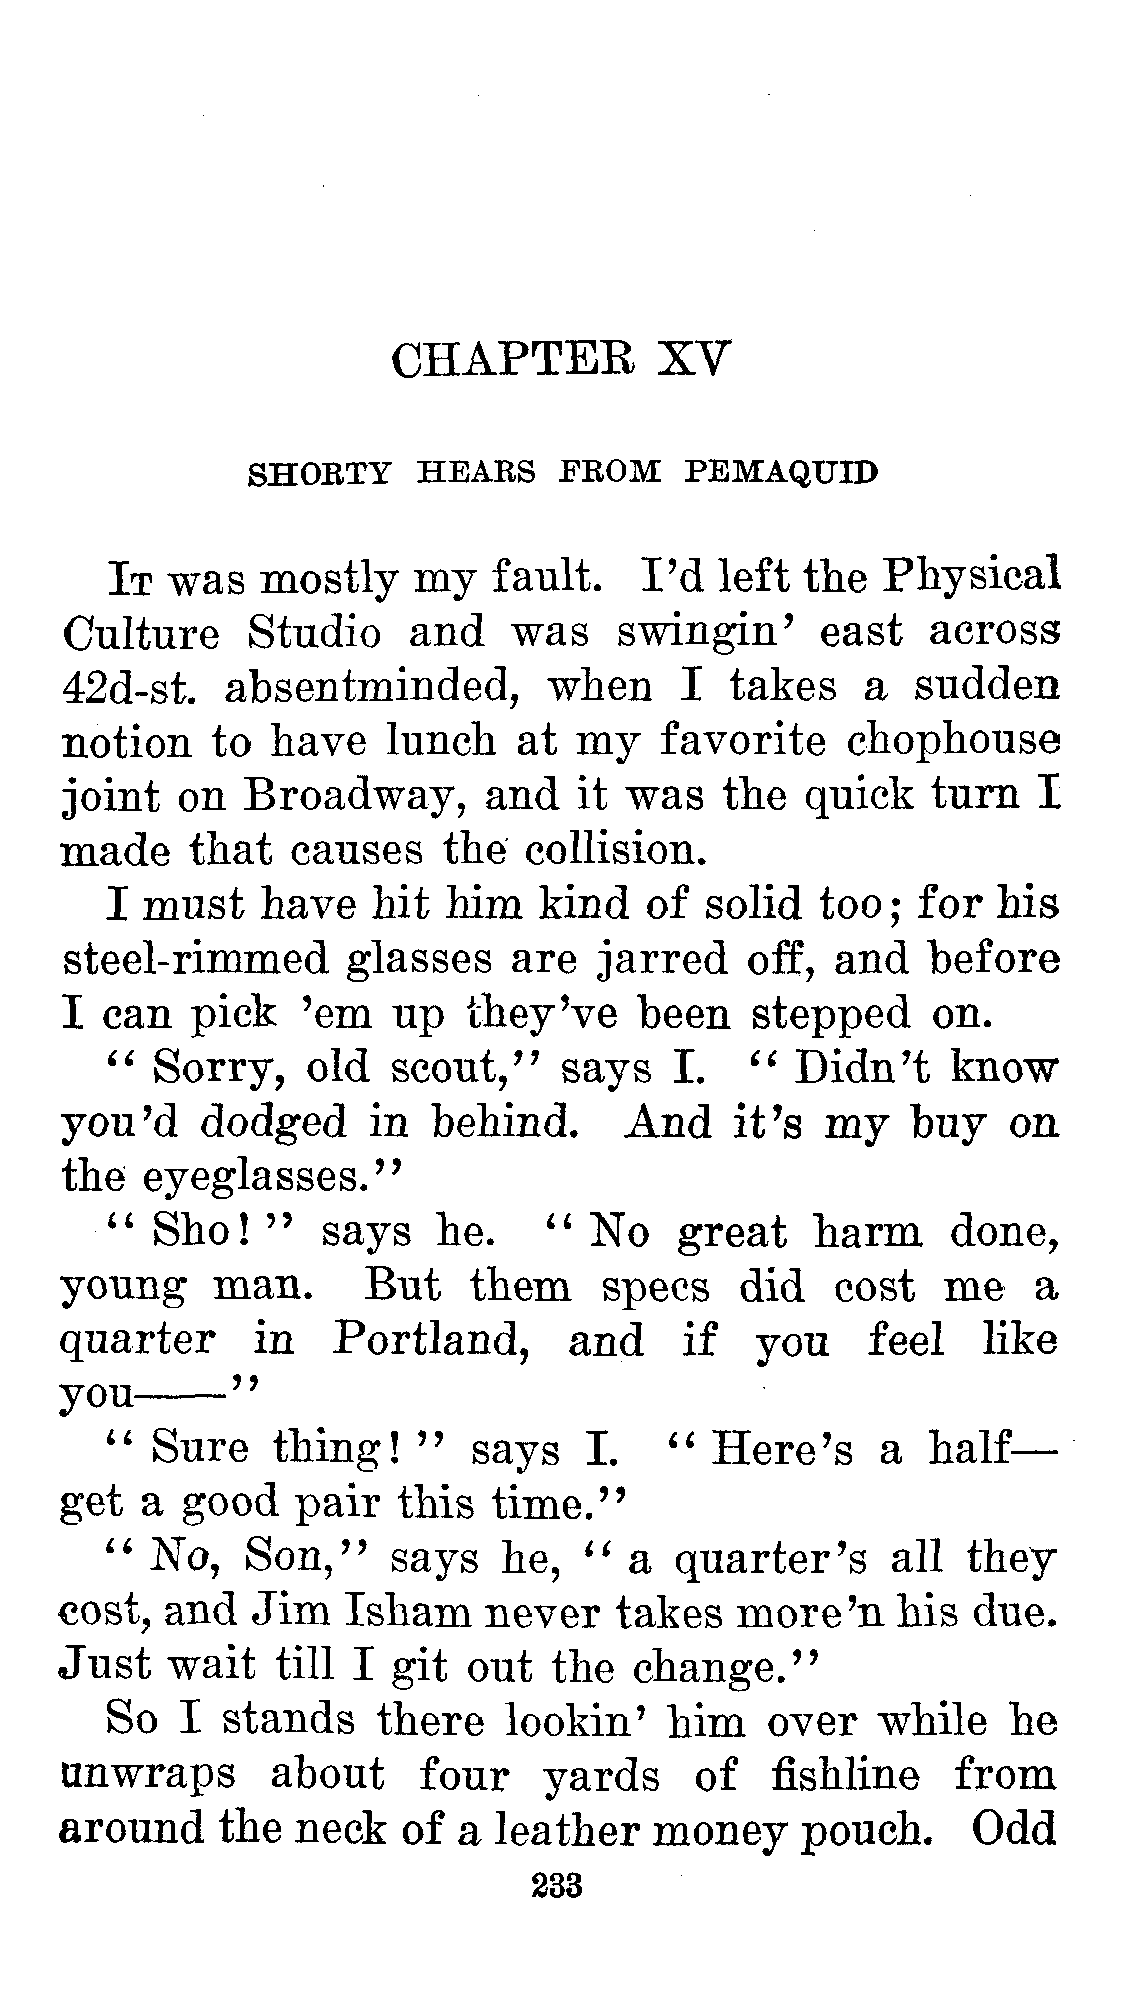 CHAPTER XV
SHORTY HEARS FROM PEMAQUID
IT was mostly my fault. I'd left the Physical
Culture Studio and was swingin' east across
42d-st. absentminded, when I takes a sudden
notion to have lunch at my favorite chophouse
joint on Broadway, and it was the quick turn I
made that causes the collision.
I must have hit him kind of solid too; for his
steel-rimmed glasses are jarred off, and before
I can pick 'em up they've been stepped on.
"Sorry, old scout," says I. "Didn't know
you'd dodged in behind. And it's my buy on
the eyeglasses."
"Sho!" says he. "No great harm done,
young man. But them specs did cost me a
quarter in Portland, and if you feel like
you——"
"Sure thing!" says I. "Here's a half—
get a good pair this time."
"No, Son," says he, "a quarter's all they
cost, and Jim Isham never takes more'n his due.
Just wait till I git out the change."
So I stands there lookin' him over while he
unwraps about four yards of fishline from
around the neck of a leather money pouch. Odd
233